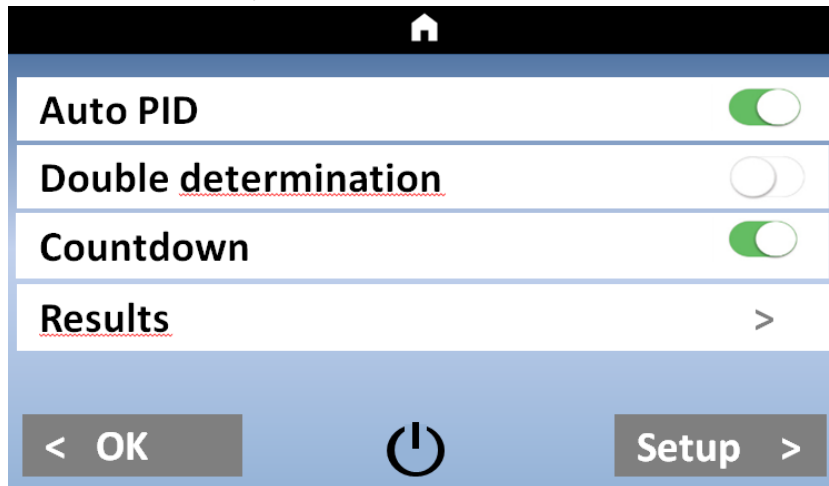 Auto PID
Double determination
Countdown
Results >
< OK
Setup >